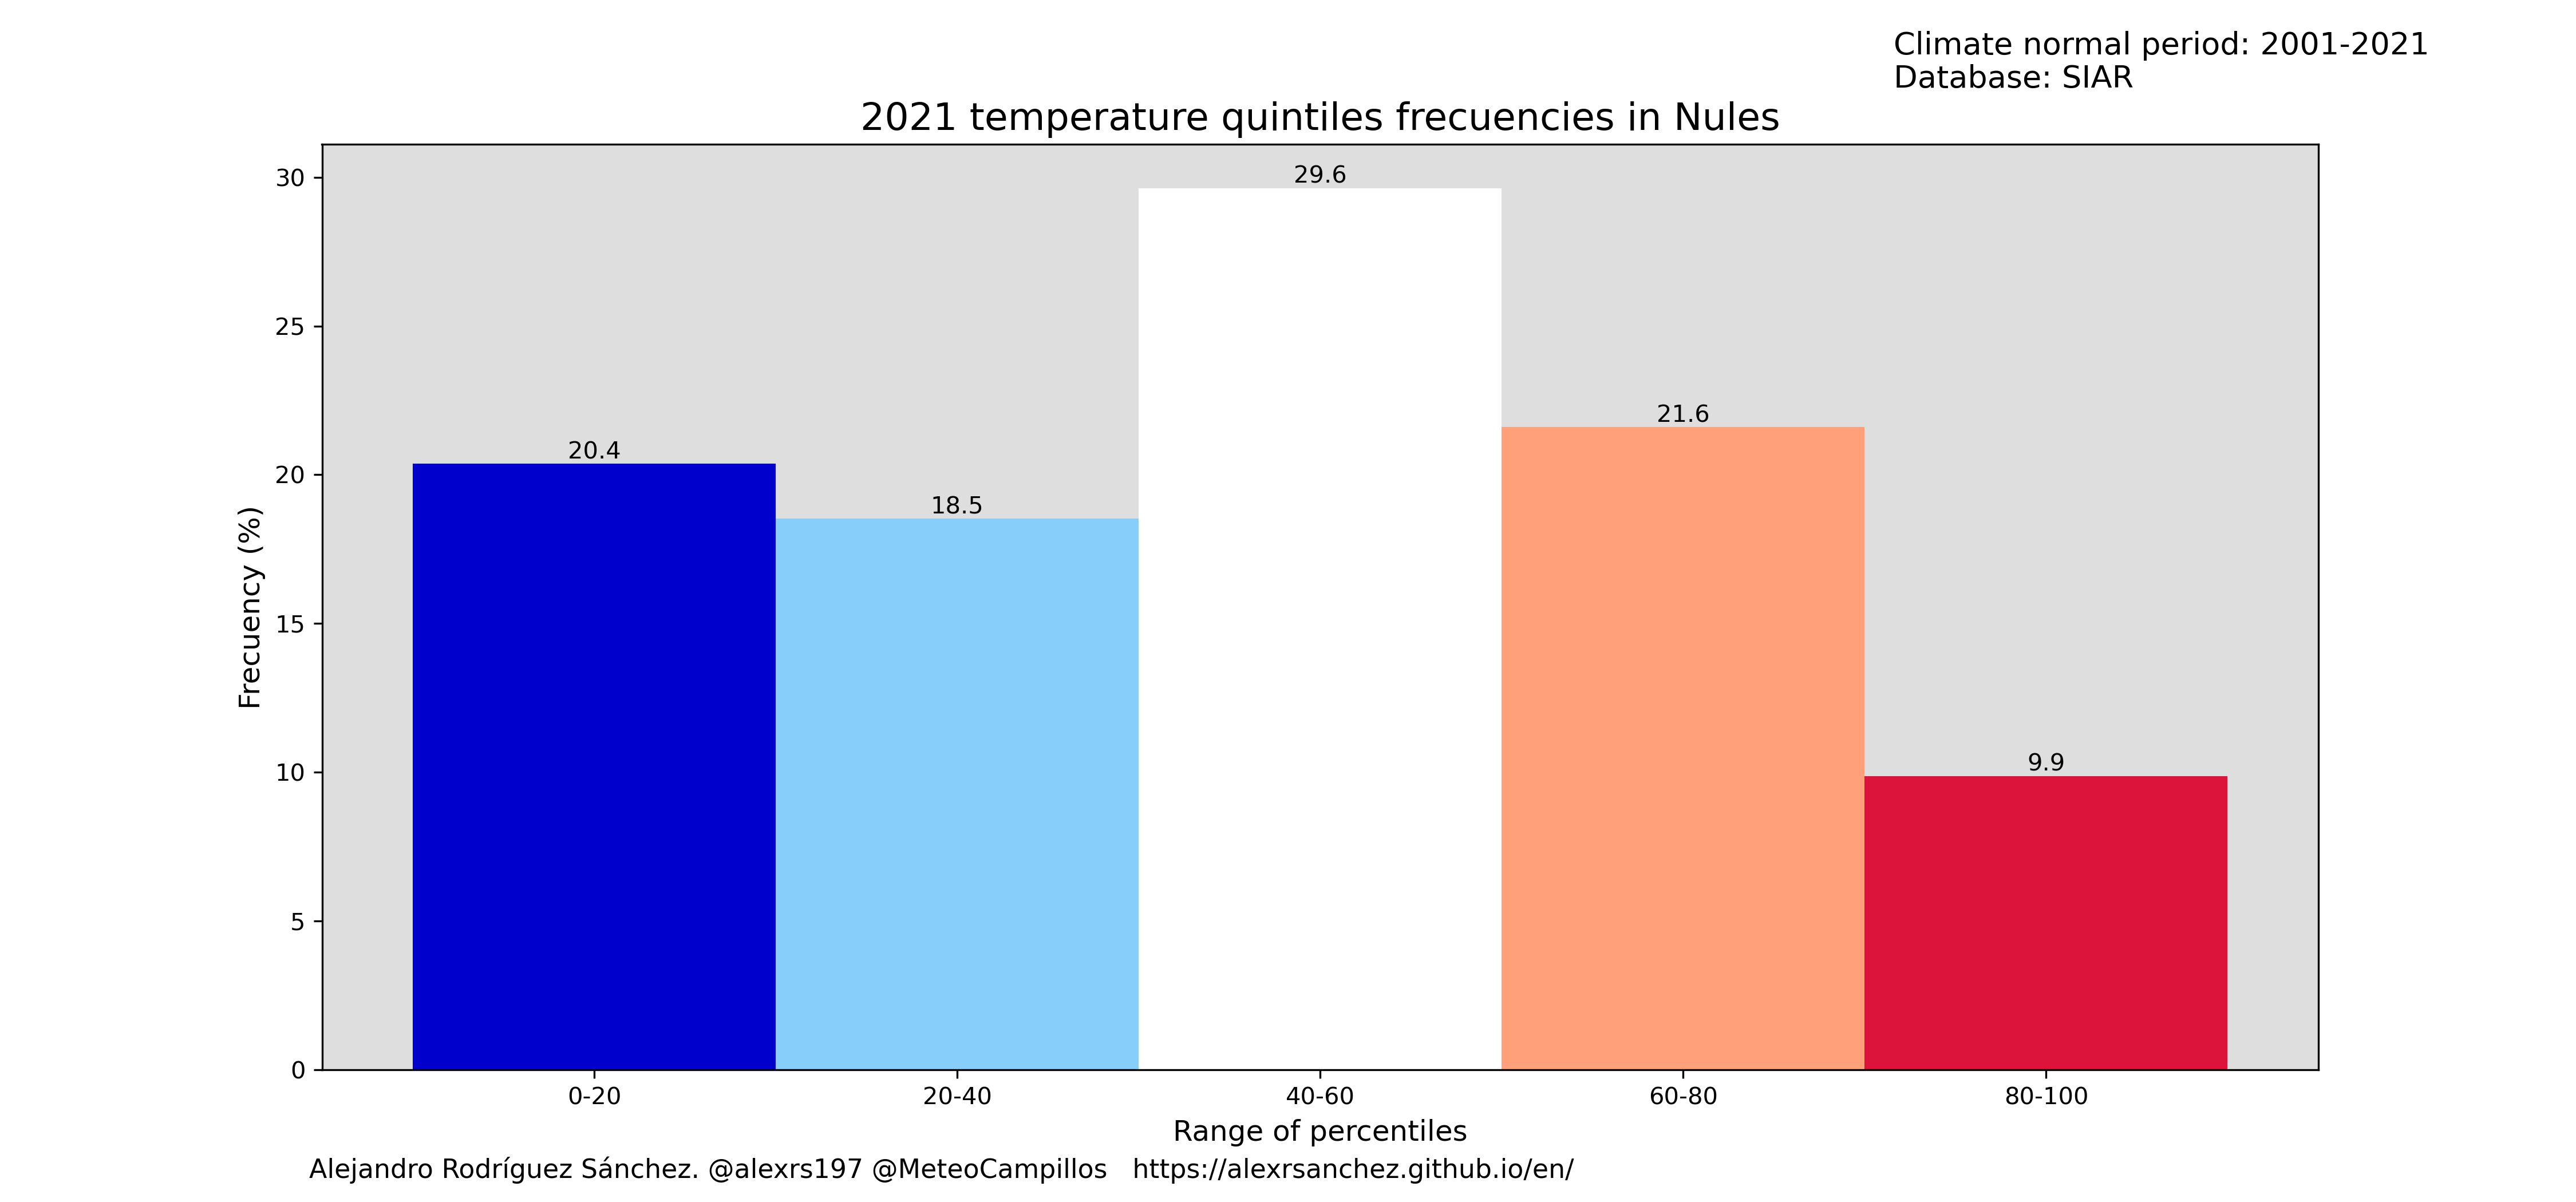 Climate normal period: 2001-2021
Database: SIAR
2021 temperature quintiles frecuencies in Nules
30
25
20
15
10
5
0
Frecuency (%)
20.4
18.5
29.6
21.6
9.9
0-20
20-40
40-60
60-80
80-100
Range of percentiles
Alejandro Rodríguez Sánchez. @alexrs197 @MeteoCampillos   https://alexrsanchez.github.io/en/